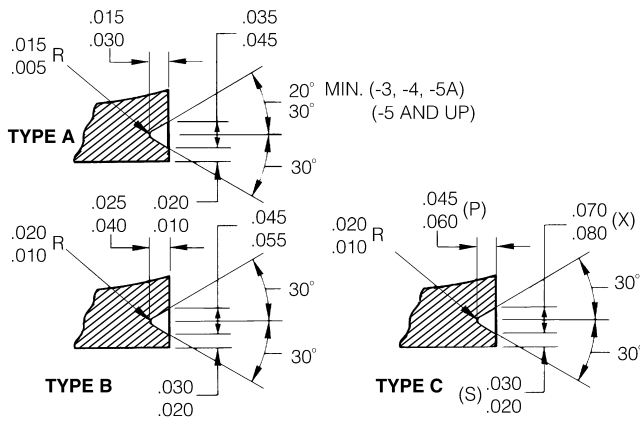 .015
.030
.035
.045
.015
.005
R
20° MIN. (-3, -4, -5A)
30° (-5 AND UP)
TYPE A
30°
.025
.040
.020
.010
.045
.055
.020
.010
R
30°
30°
TYPE B
.030
.020
.045
.060
(P)
.070
.080
(X)
.020
.010
R
30°
30°
TYPE C
(S)
.030
.020